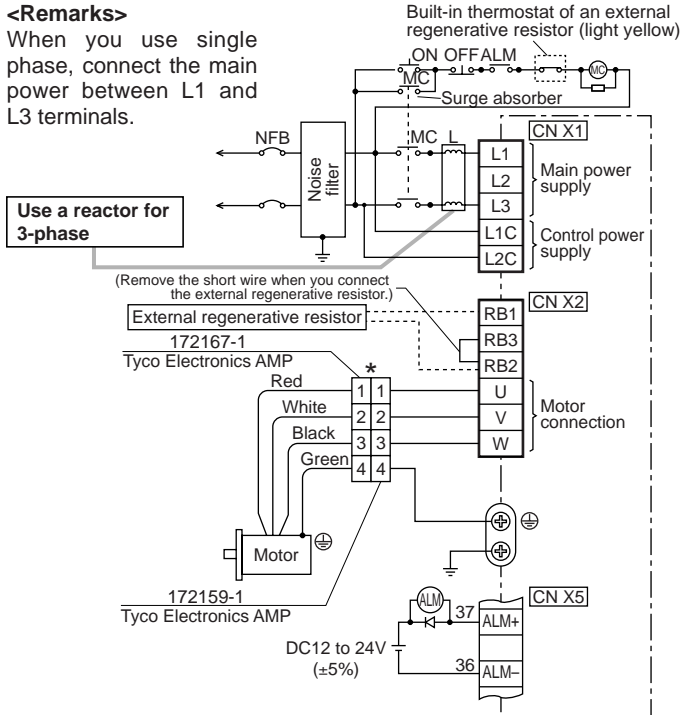 <Remarks>
When you use single
phase, connect the main
power between L1 and
L3 terminals.
Built-in thermostat of an external
regenerative resistor (light yellow)
ON OFF ALM
MC
MC
Surge absorber
NFB
Noise
filter
MC L
CN X1
L1
L2
L3
L1C
L2C
Main power
supply
Control power
supply
Use a reactor for
3-phase
(Remove the short wire when you connect
the external regenerative resistor.)
External regenerative resistor
CN X2
RB1
RB3
RB2
U
V
W
Motor
connection
172167-1
Tyco Electronics AMP
*
Red
1 1
White
2 2
Black
3 3
Green
4 4
Motor
172159-1
Tyco Electronics AMP
CN X5
ALM
37
ALM+
DC12 to 24V
(±5%)
36
ALM–